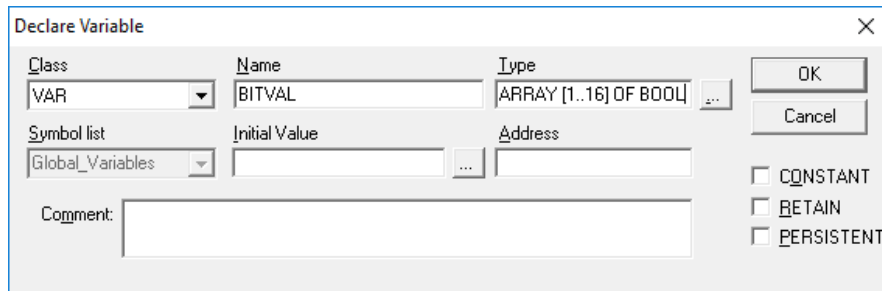 Declare Variable
Class Name Type
VAR BITVAL ARRAY [1..16] OF BOOL ... OK
Cancel
Symbol list Initial Value Address
Global_Variables ...
CONSTANT
Comment: RETAIN
PERSISTENT